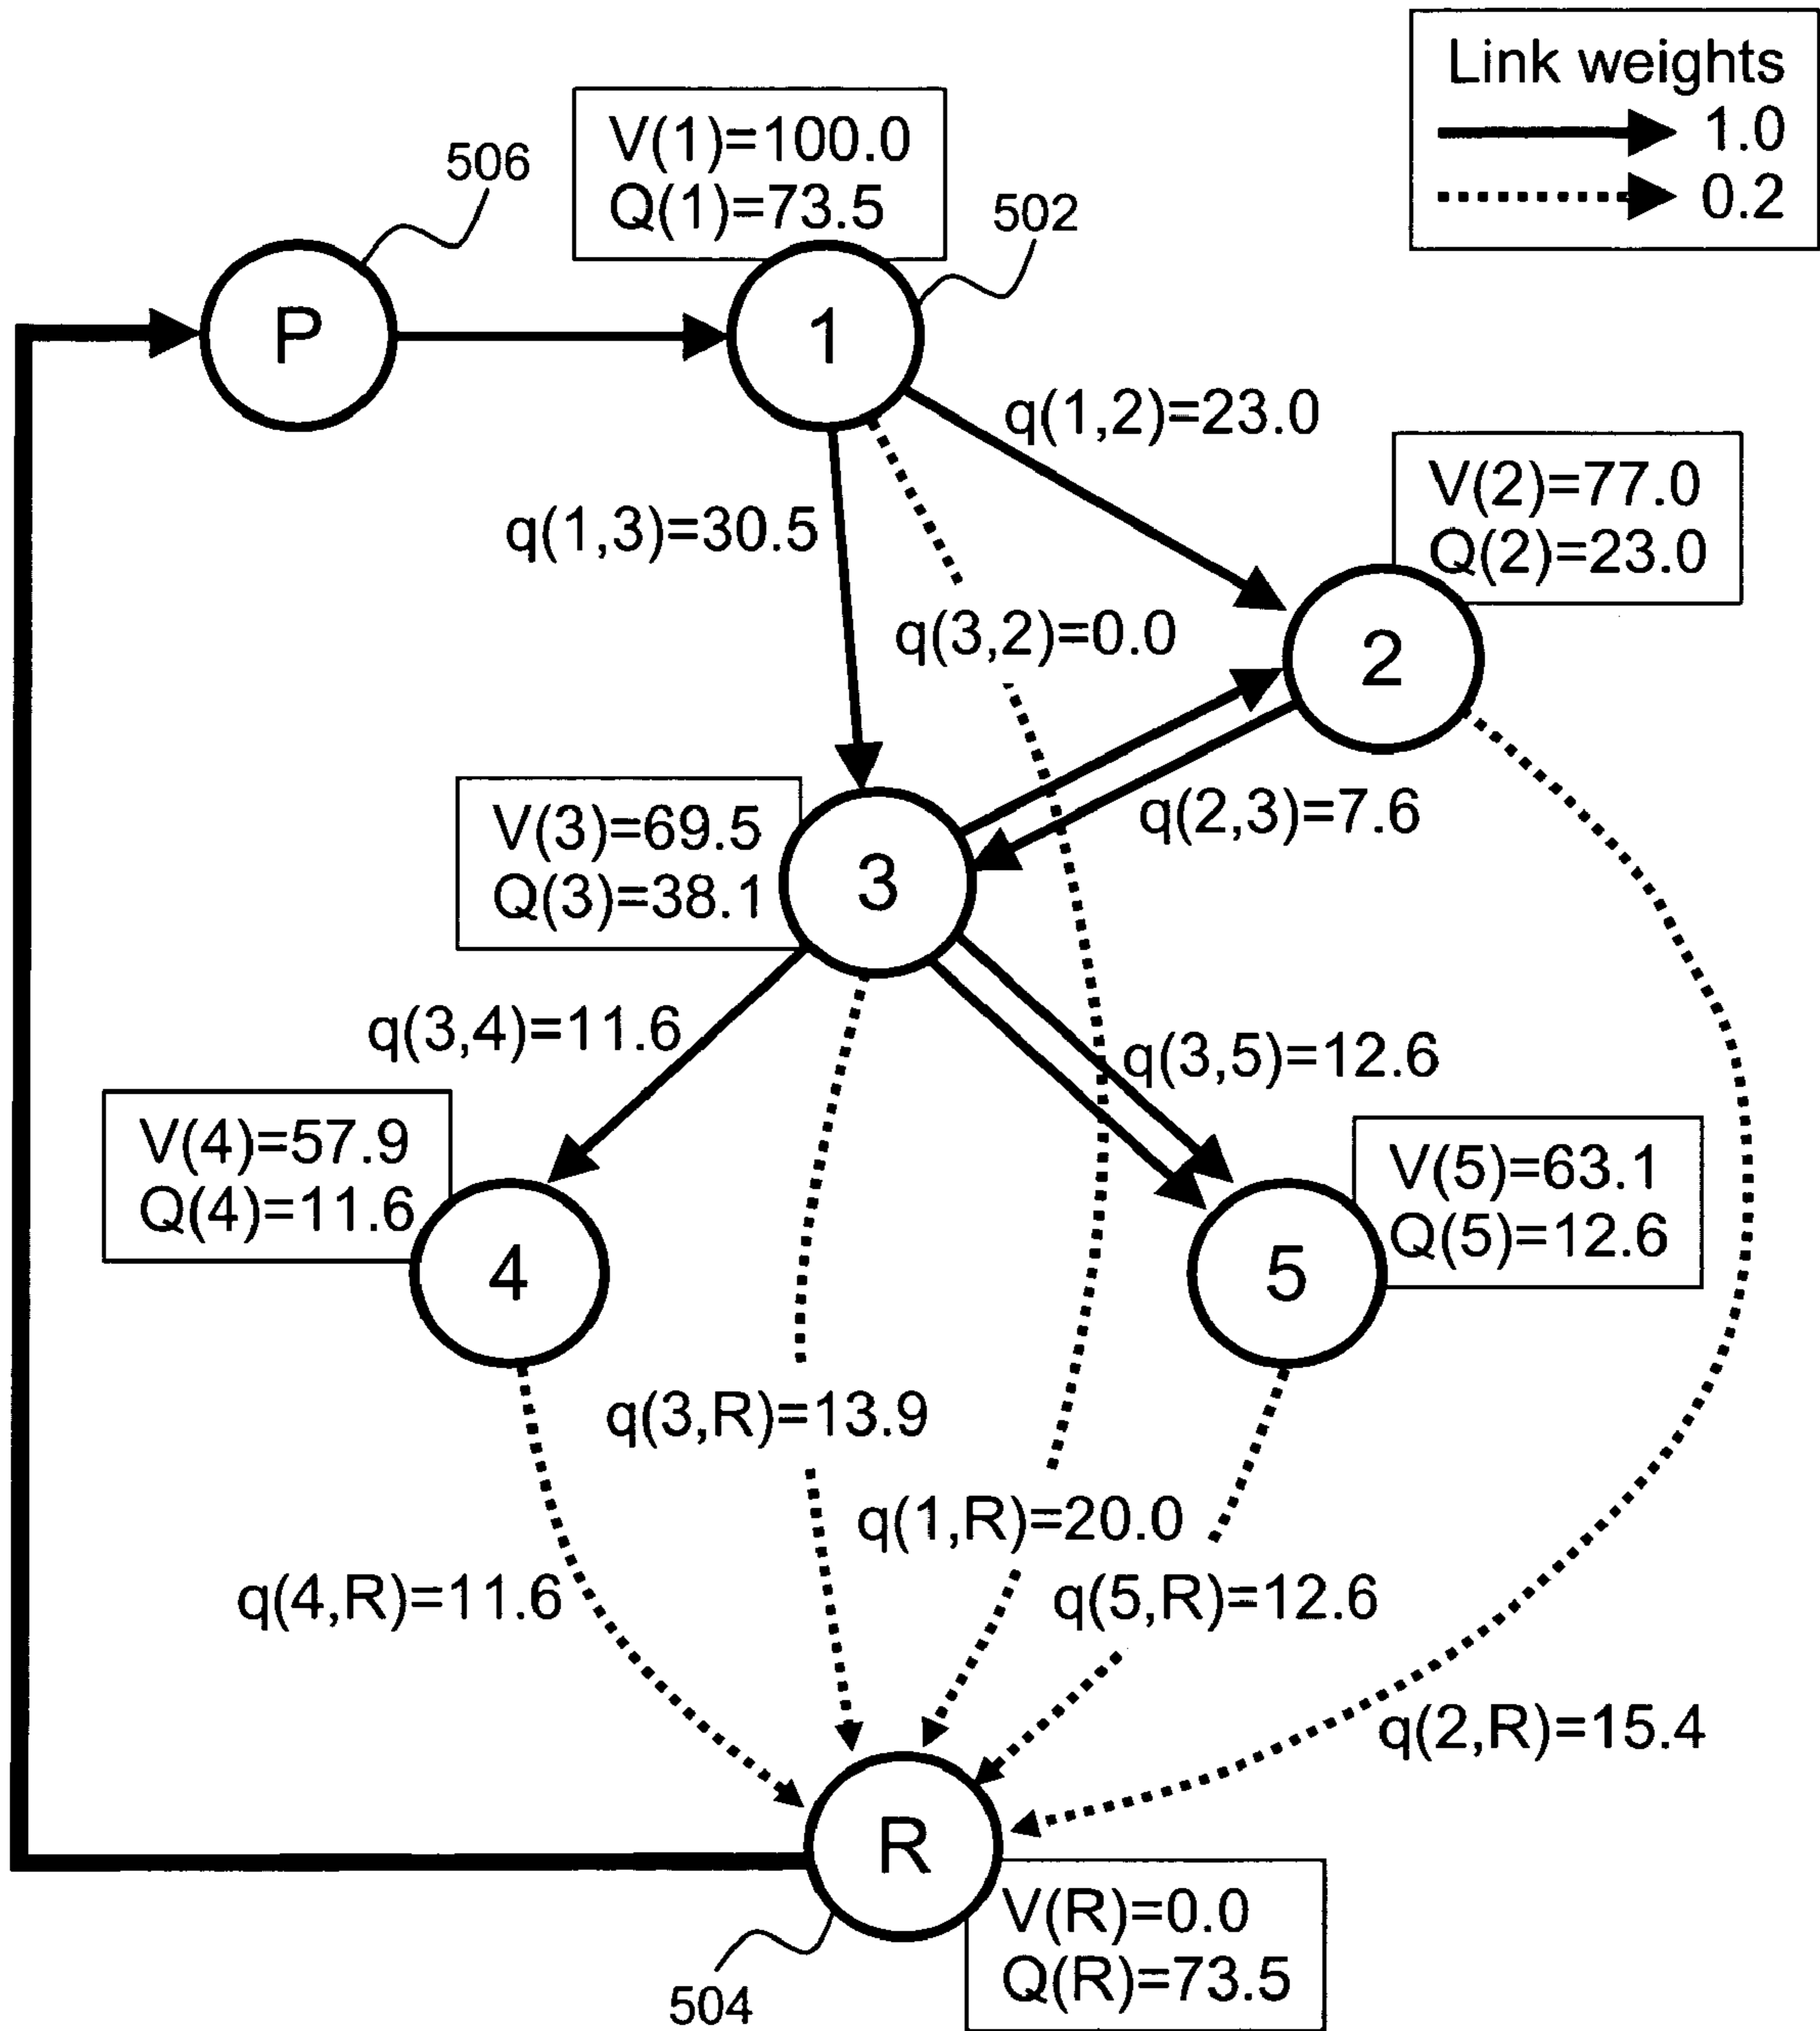 Link weights
1.0
0.2
V(1)=100.0
Q(1)=73.5
506
502
P
1
q(1,2)=23.0
V(2)=77.0
Q(2)=23.0
q(1,3)=30.5
q(3,2)=0.0
2
V(3)=69.5
Q(3)=38.1
q(2,3)=7.6
3
q(3,4)=11.6
q(3,5)=12.6
V(4)=57.9
Q(4)=11.6
V(5)=63.1
Q(5)=12.6
4
5
q(3,R)=13.9
q(1,R)=20.0
q(4,R)=11.6
q(5,R)=12.6
q(2,R)=15.4
R
V(R)=0.0
Q(R)=73.5
504